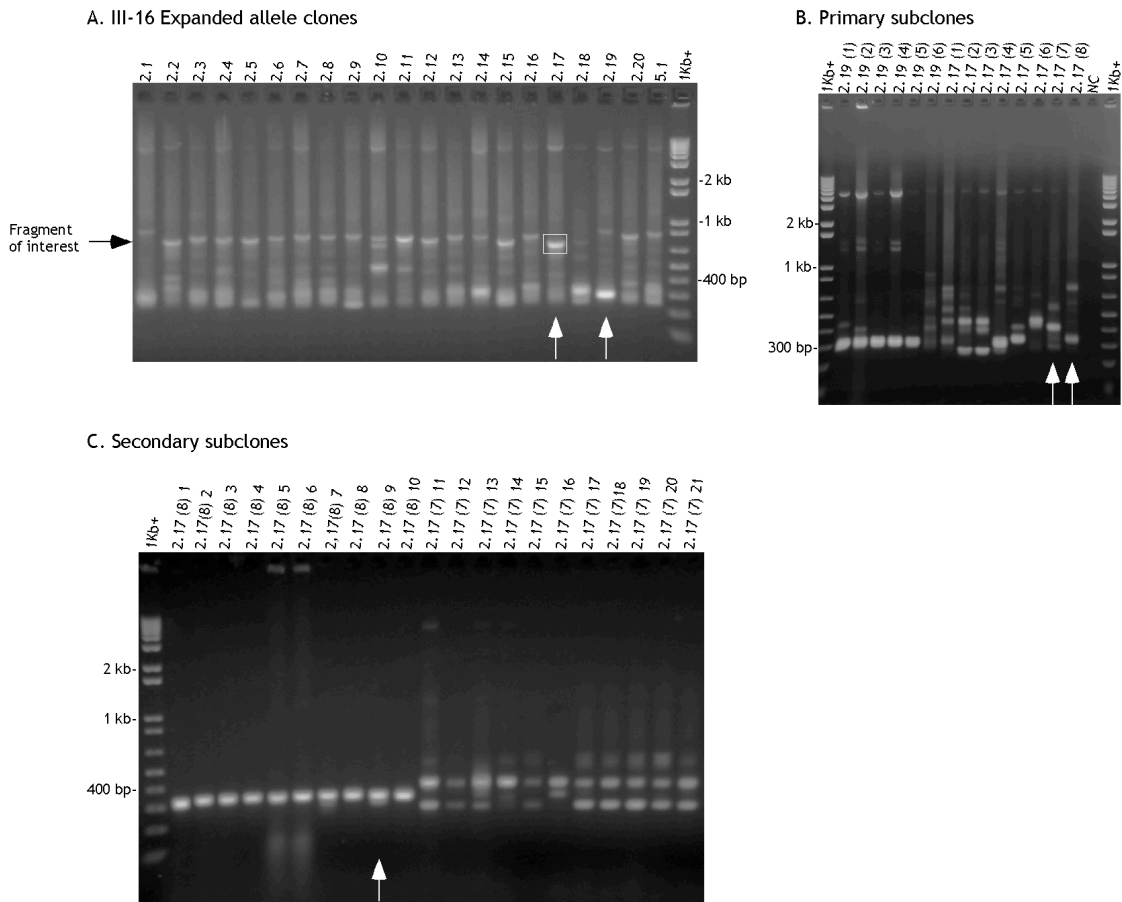 A. III-16 Expanded allele clones
2.1 2.2 2.3 2.4 2.5 2.6 2.7 2.8 2.9 2.10 2.11 2.12 2.13 2.14 2.15 2.16 2.17 2.18 2.19 2.20 5.1 1Kb+
-2 kb
-1 kb
Fragment
of interest
-400 bp
B. Primary subclones
1Kb+ 2.19 (1) 2.19 (2) 2.19 (3) 2.19 (4) 2.19 (5) 2.19 (6) 2.17 (1) 2.17 (2) 2.17 (3) 2.17 (4) 2.17 (5) 2.17 (6) 2.17 (7) 2.17 (8) NC 1Kb+
2 kb-
1 kb-
300 bp-
C. Secondary subclones
1Kb+ 2.17 (8) 1 2.17(8) 2 2.17 (8) 3 2.17 (8) 4 2.17 (8) 5 2.17 (8) 6 2,17(8) 7 2.17 (8) 8 2.17 (8) 9 2.17 (8) 10 2.17 (7) 11 2.17 (7) 12 2.17 (7) 13 2.17 (7) 14 2.17 (7) 15 2.17 (7) 16 2.17 (7) 17 2.17 (7)18 2.17 (7) 19 2.17 (7) 20 2.17 (7) 21
2 kb-
1 kb-
400 bp-